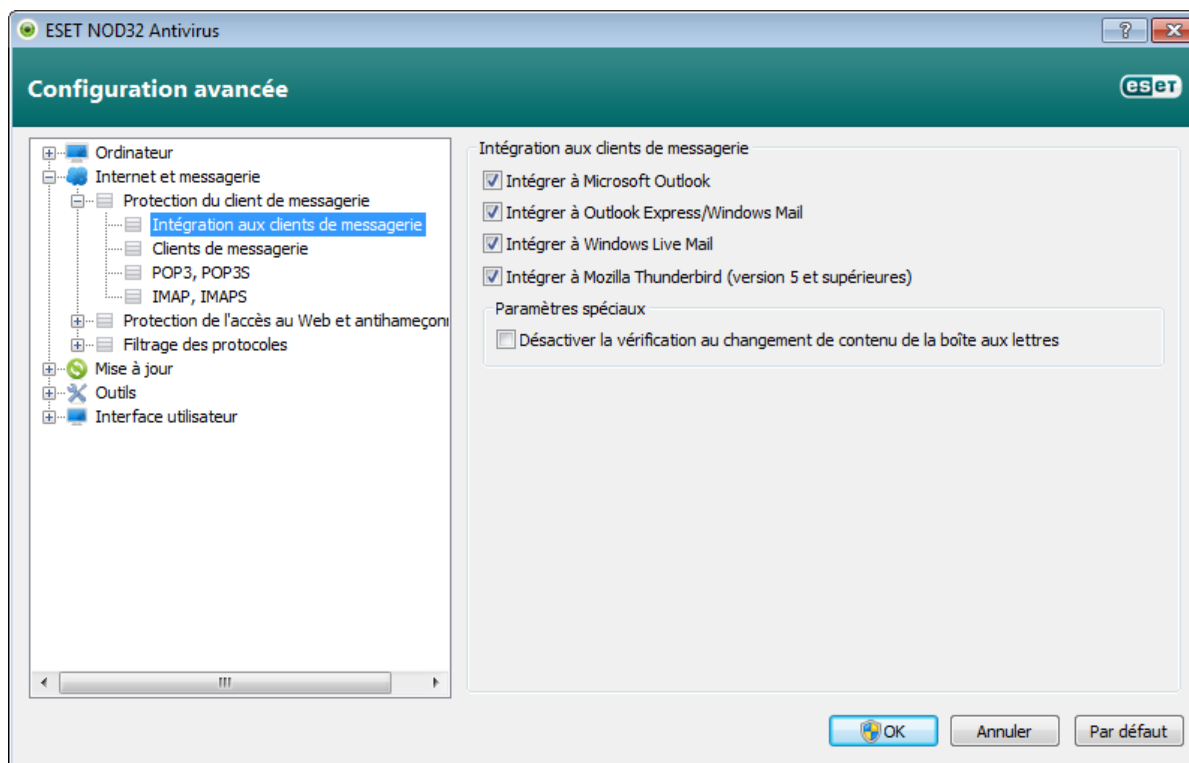 ESET NOD32 Antivirus
Configuration avancée
eseT
Ordinateur
Internet et messagerie
Protection du client de messagerie
Intégration aux clients de messagerie
Clients de messagerie
POP3, POP3S
IMAP, IMAPS
Protection de l'accès au Web et
Filtrage des protocoles
Mise à jour
Outils
Interface utilisateur
Intégration aux clients de messagerie
Intégrer à Microsoft Outlook
Intégrer à Outlook Express/Windows Mail
Intégrer à Windows Live Mail
Intégrer à Mozilla Thunderbird (version 5 et supérieures)
Paramètres spéciaux
Désactiver la vérification au changement de contenu de la boîte aux lettres
OK
Annuler
Par défaut